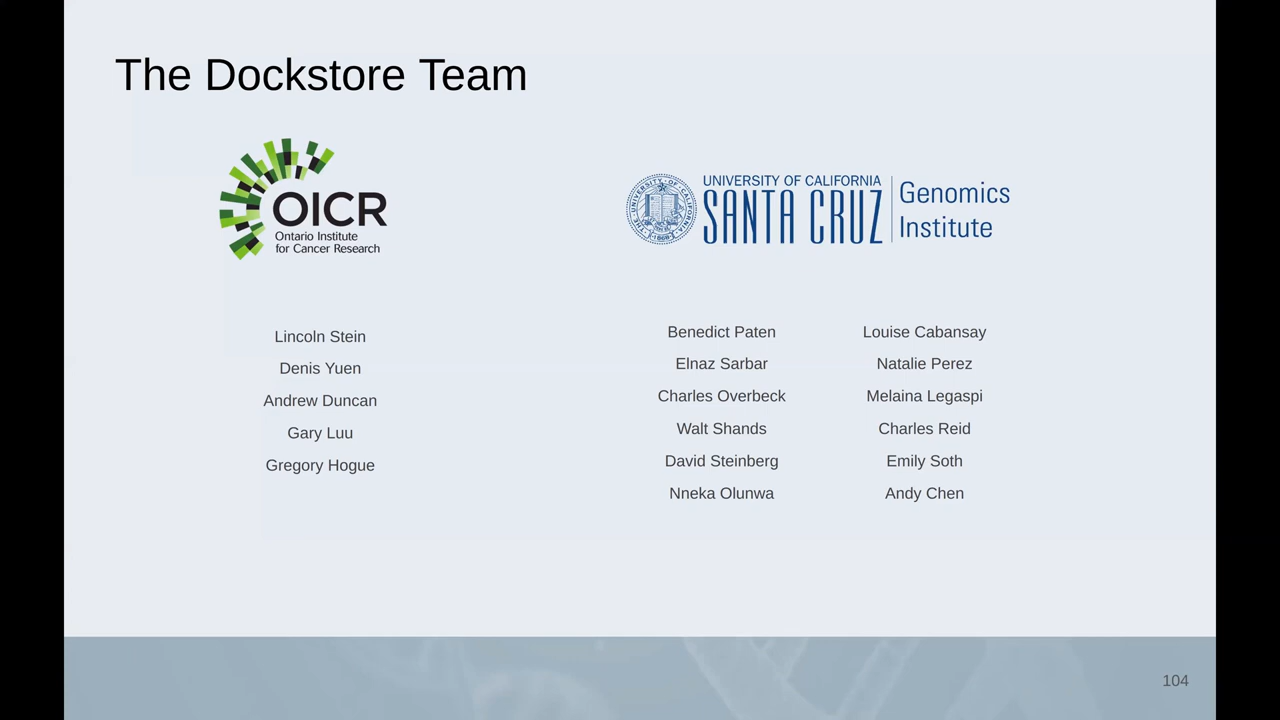 The Dockstore Team
OICR
Ontario Institute
for Cancer Research
UNIVERSITY OF CALIFORNIA
SANTA CRUZ
Genomics
Institute
Lincoln Stein
Denis Yuen
Andrew Duncan
Gary Luu
Gregory Hogue
Benedict Paten
Elnaz Sarbar
Charles Overbeck
Walt Shands
David Steinberg
Nneka Olunwa
Louise Cabansay
Natalie Perez
Melaina Legaspi
Charles Reid
Emily Soth
Andy Chen
104